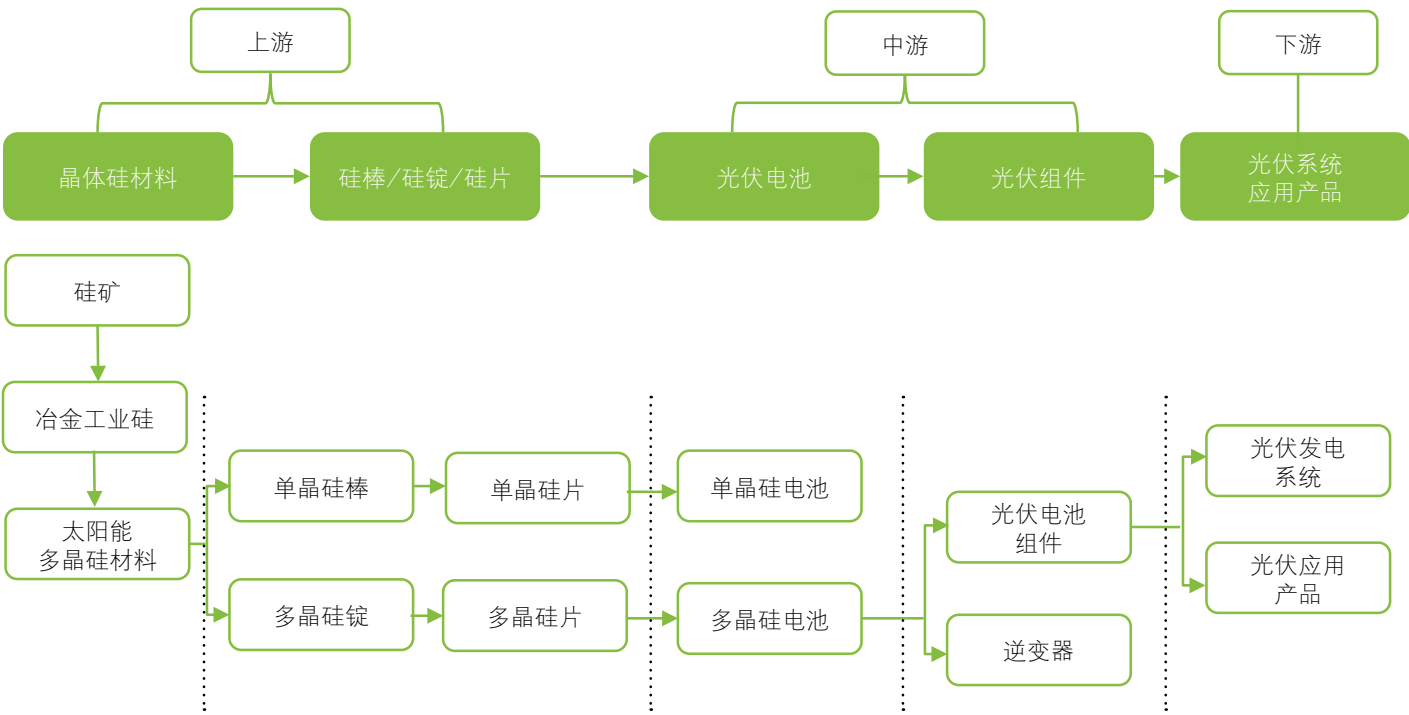 上游
中游
下游
晶体硅材料
硅棒/硅锭/硅片
光伏电池
光伏组件
光伏系统
应用产品
硅矿
冶金工业硅
太阳能
多晶硅材料
单晶硅棒
单晶硅片
单晶硅电池
多晶硅锭
多晶硅片
多晶硅电池
光伏电池
组件
逆变器
光伏发电
系统
光伏应用
产品